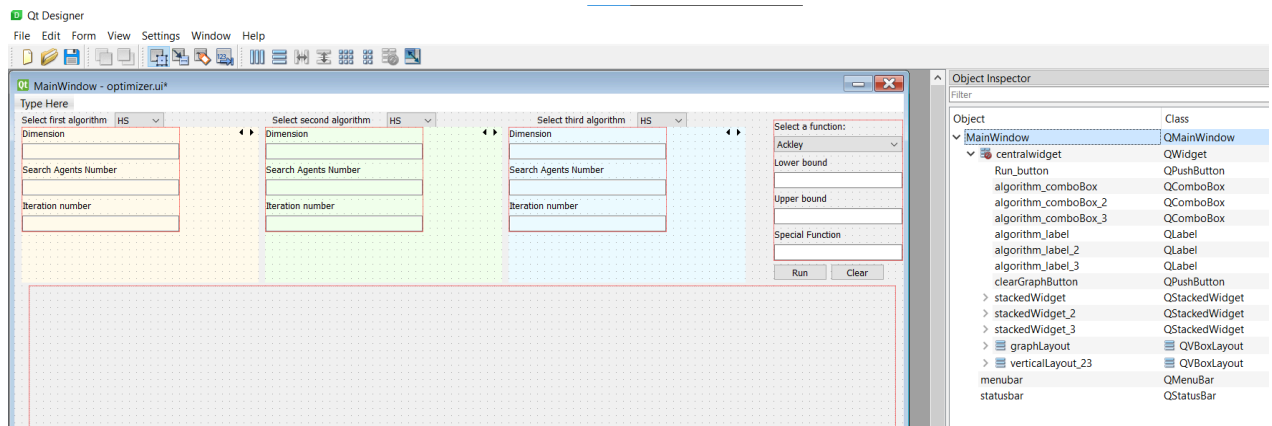 Qt Designer
File Edit Form View Settings Window Help
Qt MainWindow - optimizer.ui*
Type Here
Select first algorithm HS
Select second algorithm HS
Select third algorithm HS
Dimension
Search Agents Number
Iteration number
Dimension
Search Agents Number
Iteration number
Dimension
Search Agents Number
Iteration number
Select a function:
Ackley
Lower bound
Upper bound
Special Function
Run Clear
Object Inspector
Filter
Object Class
MainWindow QMainWindow
centralwidget QWidget
Run_button QPushButton
algorithm_comboBox QComboBox
algorithm_comboBox_2 QComboBox
algorithm_comboBox_3 QComboBox
algorithm_label QLabel
algorithm_label_2 QLabel
algorithm_label_3 QLabel
clearGraphButton QPushButton
stackedWidget QStackedWidget
stackedWidget_2 QStackedWidget
stackedWidget_3 QStackedWidget
graphLayout QVBoxLayout
verticalLayout_23 QVBoxLayout
menubar QMenuBar
statusbar QStatusBar